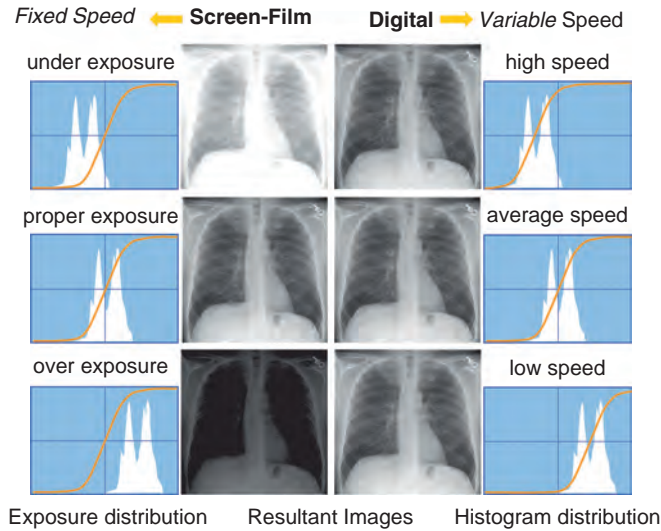 Fixed Speed Screen-Film Digital Variable Speed
under exposure high speed
proper exposure average speed
over exposure low speed
Exposure distribution Resultant Images Histogram distribution